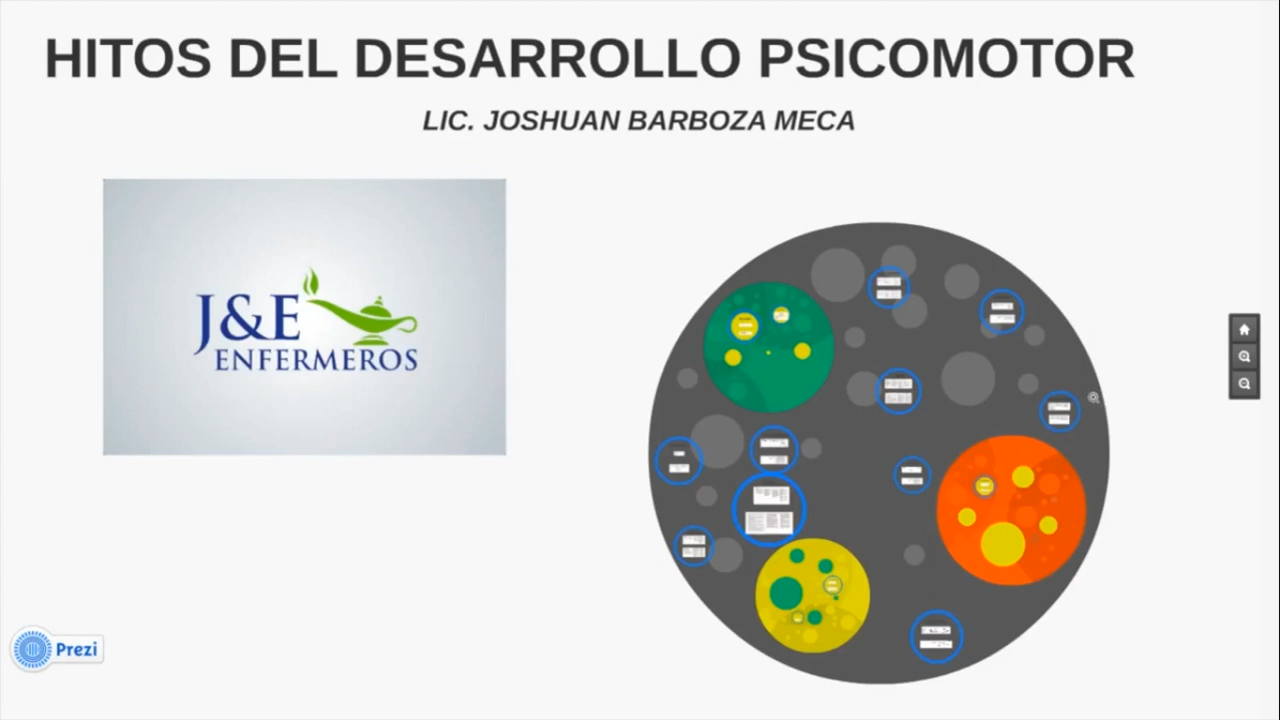 HITOS DEL DESARROLLO PSICOMOTOR
LIC. JOSHUAN BARBOZA MECA
J&E
ENFERMEROS
Prezi